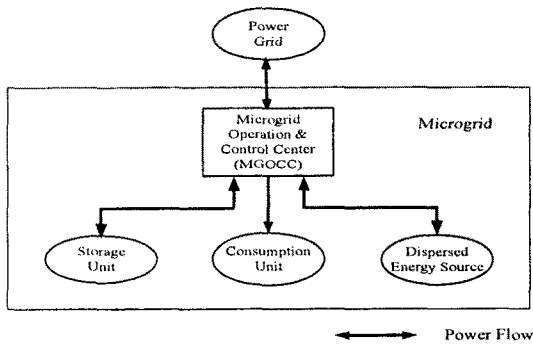 Power
Grid
Microgrid
Operation &
Control Center
(MGOCC)
Microgrid
Storage
Unit
Consumption
Unit
Dispersed
Energy Source
Power Flow